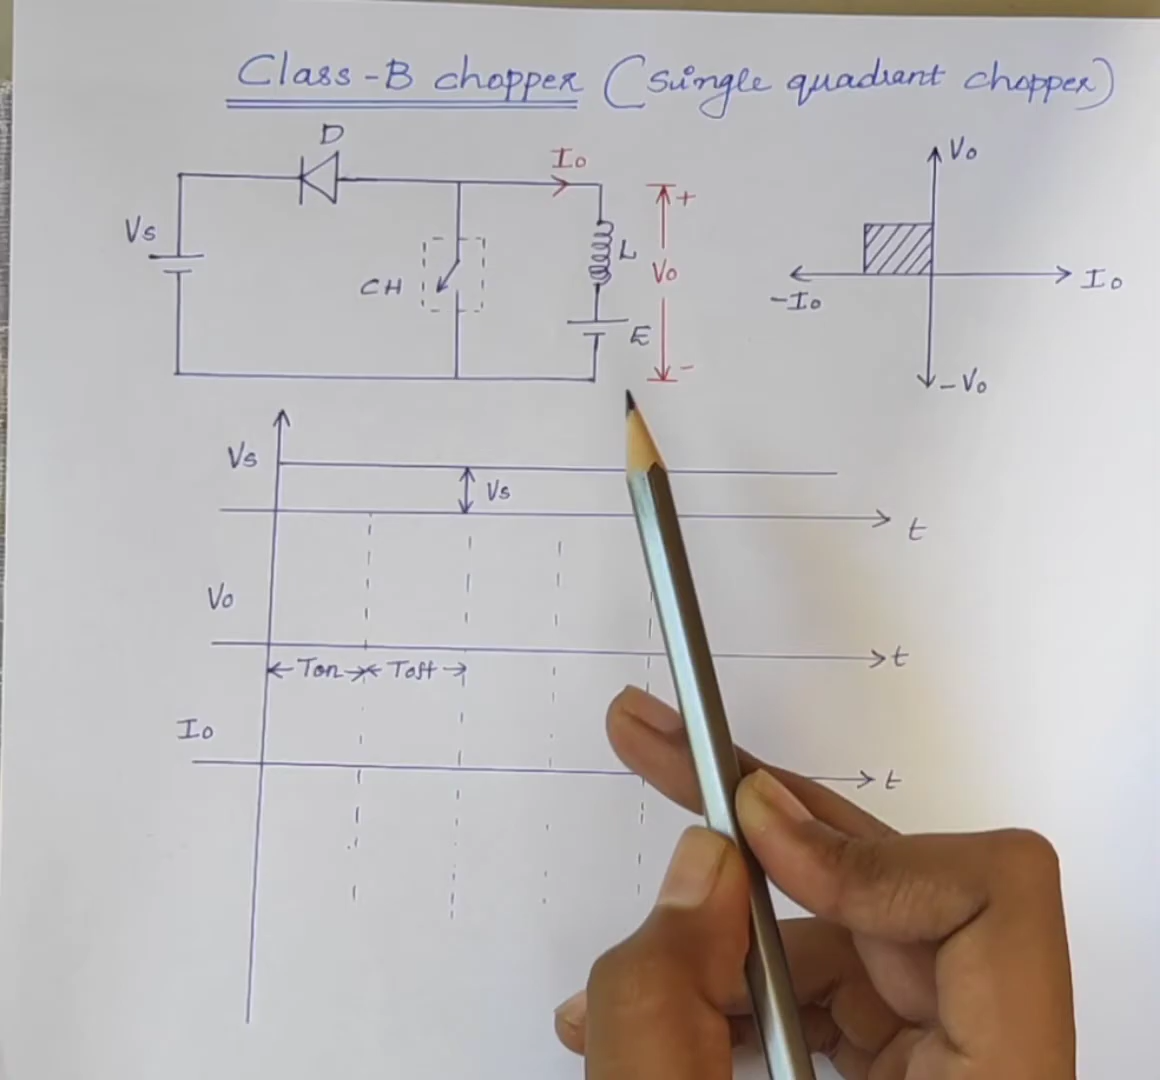 Class-B chopper (single quadrant chopper)
D
Io
Vs
CH
L
E
+
Vo
-
Vo
-Io
Io
-Vo
Vs
Vs
t
Vo
t
Ton
Toff
Io
t